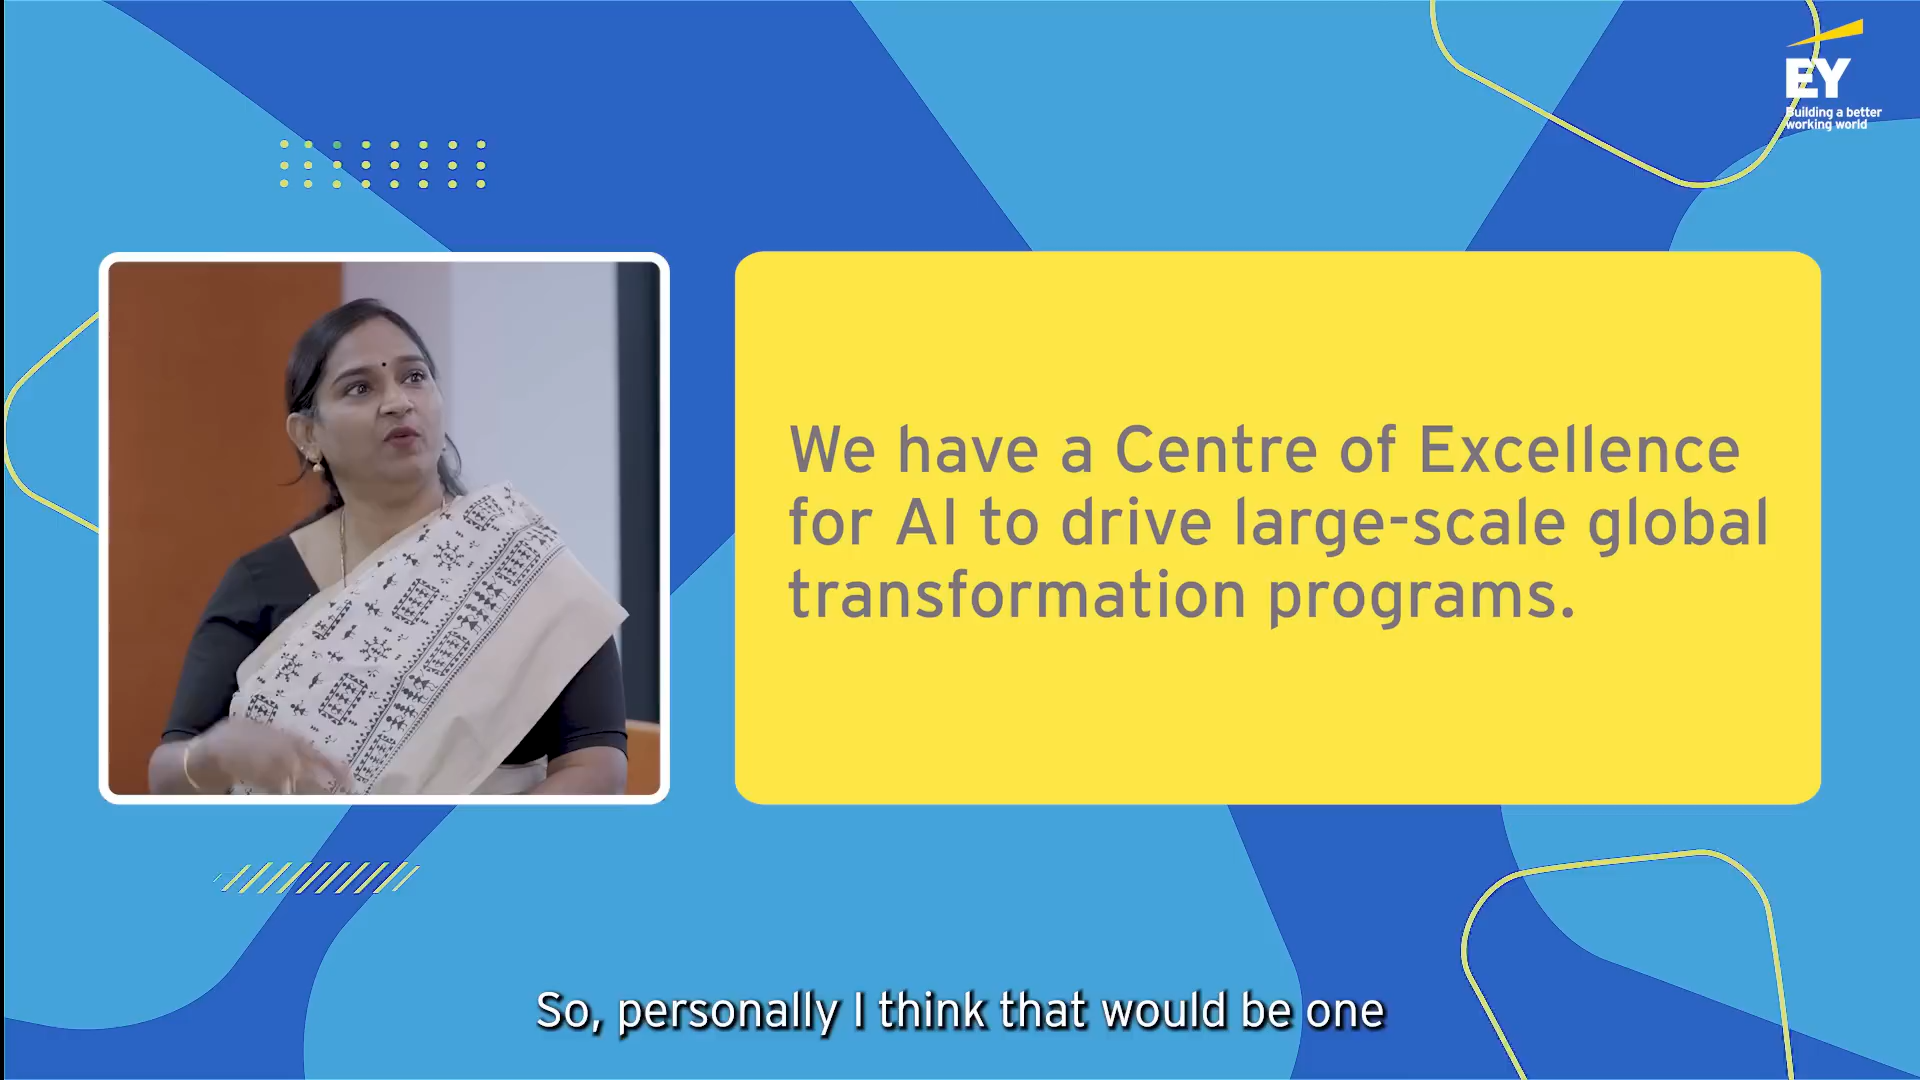 EY
Building a better
working world
We have a Centre of Excellence
for AI to drive large-scale global
transformation programs.
So, personally I think that would be one